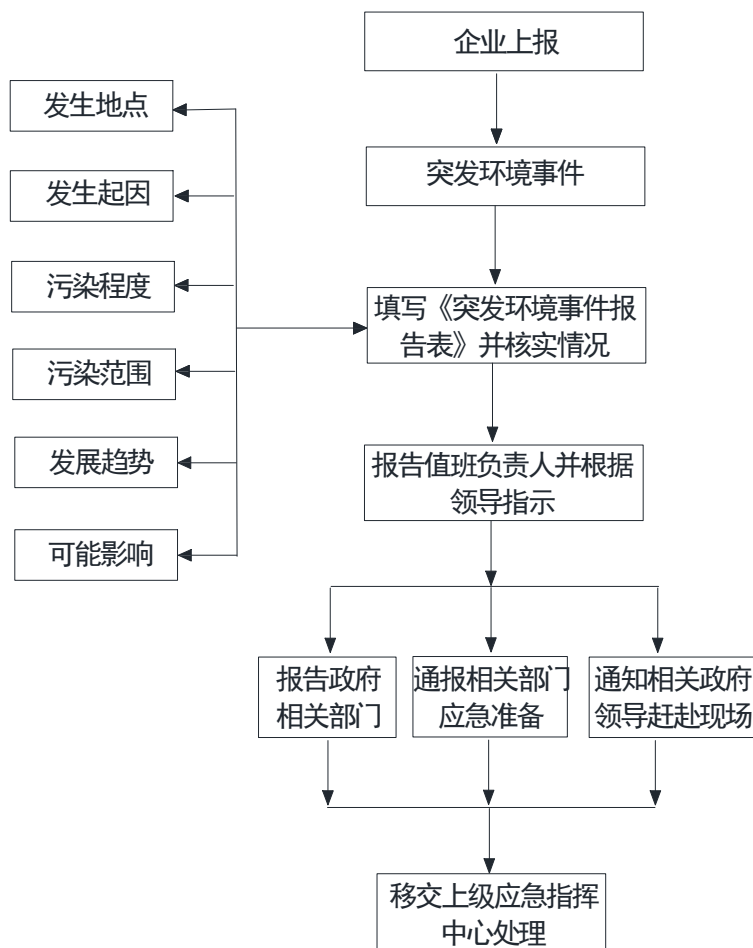 企业上报
发生地点
突发环境事件
发生起因
污染程度
填写《突发环境事件报
告表》并核实情况
污染范围
发展趋势
报告值班负责人并根据
领导指示
可能影响
报告政府
相关部门
通报相关部门
应急准备
通知相关政府
领导赶赴现场
移交上级应急指挥
中心处理